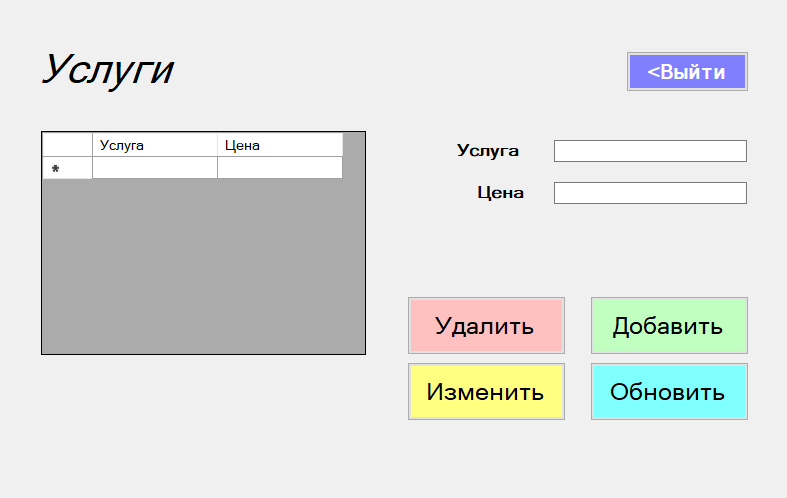 Услуги
<Выйти
Услуга Цена
*
Услуга
Цена
Удалить Добавить
Изменить Обновить